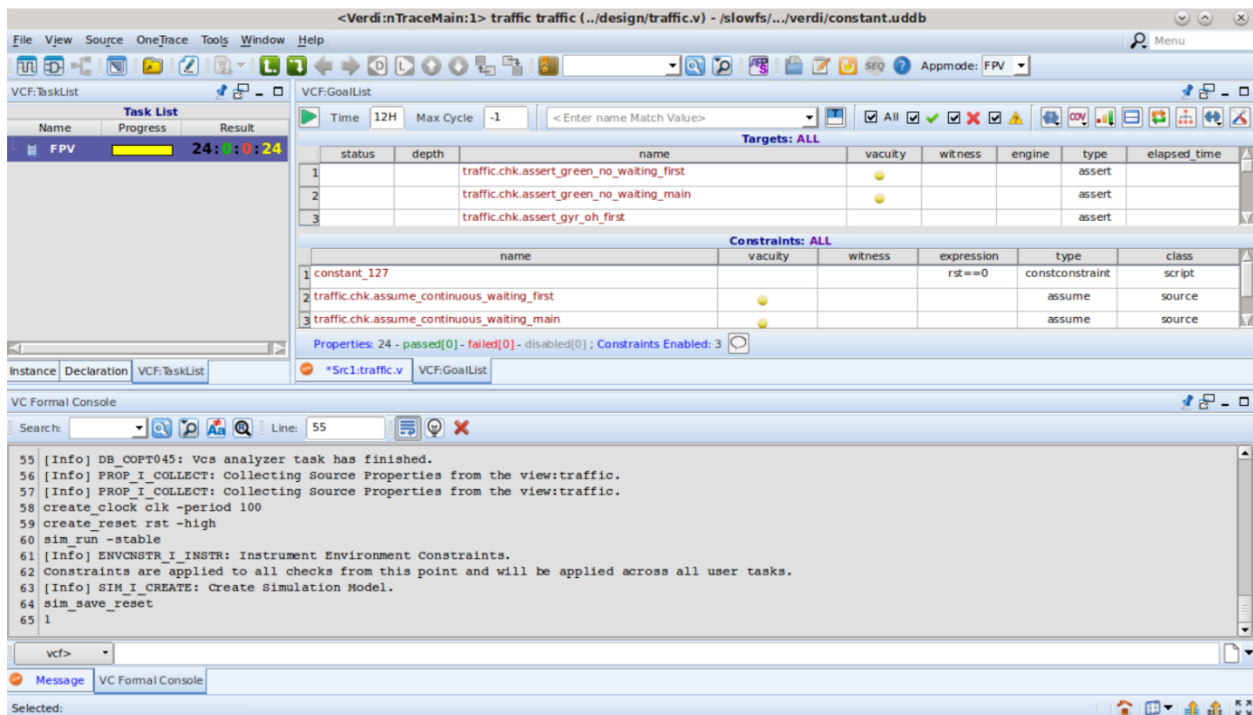 <Verdi:nTraceMain:1> traffic traffic (../design/traffic.v) - /slowfs/.../verdi/constant.uddb
File View Source OneTrace Tools Window Help
Menu
SEQ Appmode: FPV
VCF:TaskList
VCF:GoalList
Task List
Name Progress Result
FPV 24:0:0:24
Time 12H Max Cycle -1 <Enter name Match Value> All
Targets: ALL
status depth name vacuity witness engine type elapsed_time
1 traffic.chk.assert_green_no_waiting_first assert
2 traffic.chk.assert_green_no_waiting_main assert
3 traffic.chk.assert_gyr_oh_first assert
Constraints: ALL
name vacuity witness expression type class
1 constant_127 rst==0 constconstraint script
2 traffic.chk.assume_continuous_waiting_first assume source
3 traffic.chk.assume_continuous_waiting_main assume source
Properties: 24 - passed[0] - failed[0] - disabled[0] ; Constraints Enabled: 3
Instance Declaration VCF:TaskList
*Src1:traffic.v VCF:GoalList
VC Formal Console
Search: Line: 55
55 [Info] DB_COPT045: Vcs analyzer task has finished.
56 [Info] PROP_I_COLLECT: Collecting Source Properties from the view:traffic.
57 [Info] PROP_I_COLLECT: Collecting Source Properties from the view:traffic.
58 create_clock clk -period 100
59 create_reset rst -high
60 sim_run -stable
61 [Info] ENVCNSTR_I_INSTR: Instrument Environment Constraints.
62 Constraints are applied to all checks from this point and will be applied across all user tasks.
63 [Info] SIM_I_CREATE: Create Simulation Model.
64 sim_save_reset
65 1
vcf>
Message VC Formal Console
Selected: